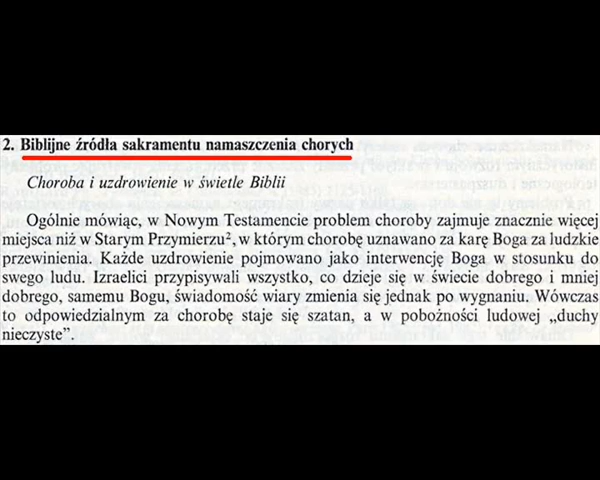 2. Biblijne źródła sakramentu namaszczenia chorych
Choroba i uzdrowienie w świetle Biblii
Ogólnie mówiąc, w Nowym Testamencie problem choroby zajmuje znacznie więcej
miejsca niż w Starym Przymierzu², w którym chorobę uznawano za karę Boga za ludzkie
przewinienia. Każde uzdrowienie pojmowano jako interwencję Boga w stosunku do
swego ludu. Izraelici przypisywali wszystko, co dzieje się w świecie dobrego i mniej
dobrego, samemu Bogu, świadomość wiary zmienia się jednak po wygnaniu. Wówczas
to odpowiedzialnym za chorobę staje się szatan, a w pobożności ludowej „duchy
nieczyste”.